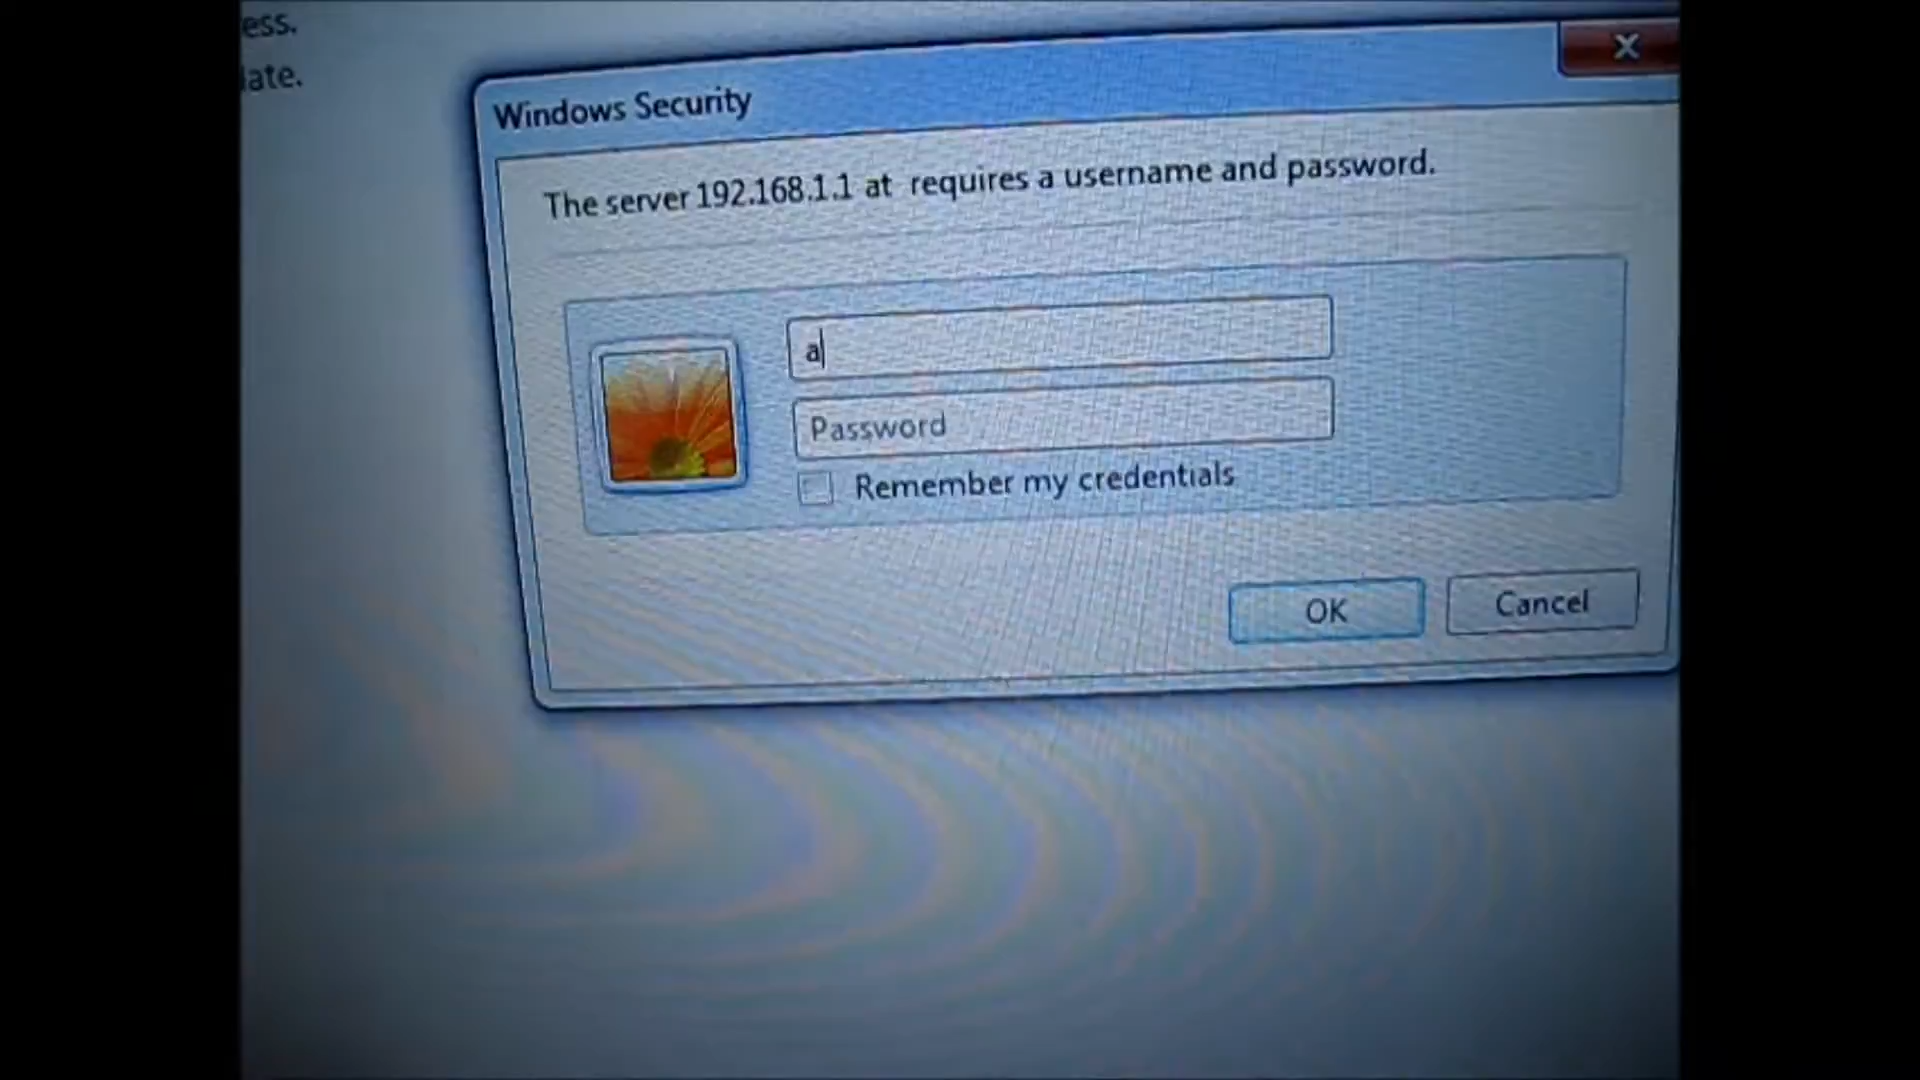 ess.
late.
Windows Security
X
The server 192.168.1.1 at requires a username and password.
a
Password
Remember my credentials
OK
Cancel